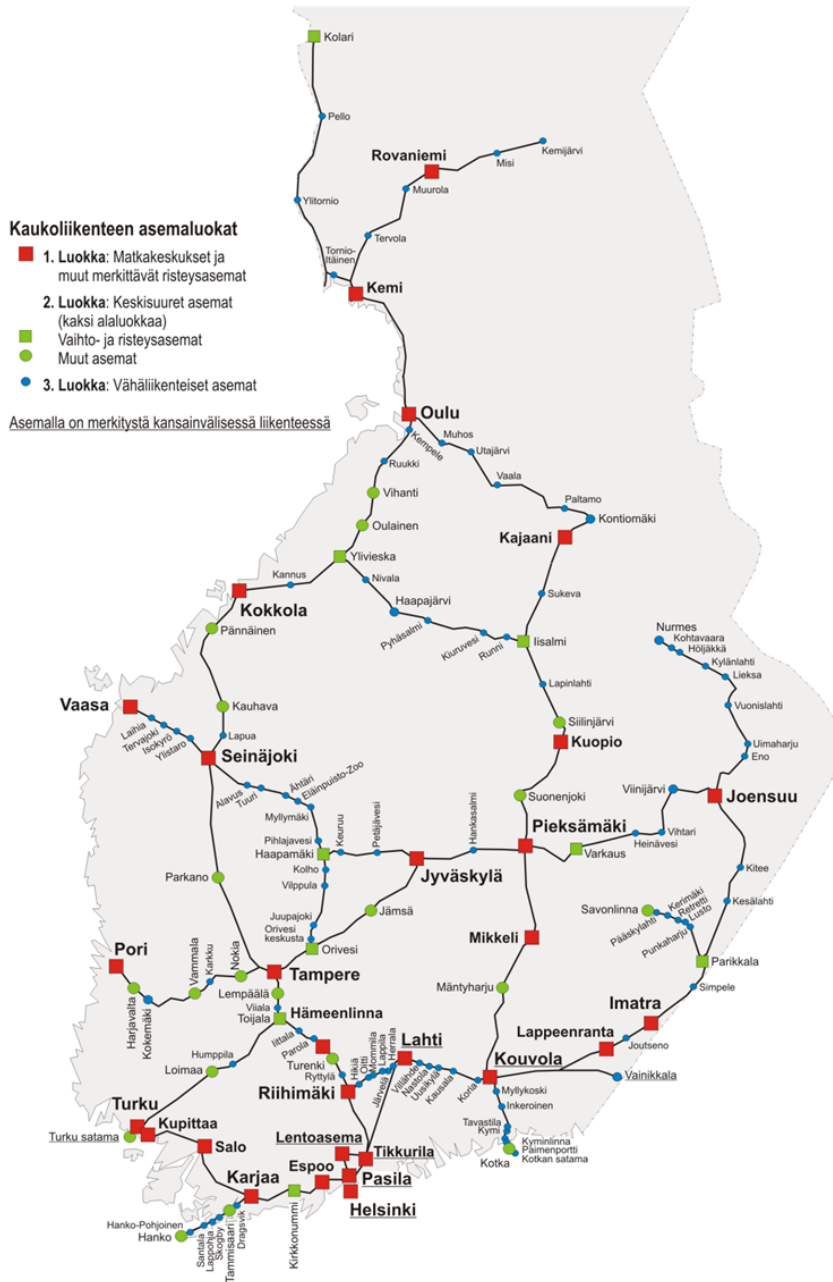 Kolari
Pello
Kemijärvi
Misi
Rovaniemi
Muurola
Ylitornio
Kaukoliikenteen asemaluokat
1. Luokka: Matkakeskukset ja
muut merkittävät risteysasemat
2. Luokka: Keskisuuret asemat
(kaksi alaluokkaa)
Vaihto- ja risteysasemat
Muut asemat
3. Luokka: Vähäliikenteiset asemat
Asemalla on merkitystä kansainvälisessä liikenteessä
Tervola
Tornio-
Itäinen
Kemi
Oulu
Kempele
Muhos
Utajärvi
Ruukki
Vaala
Vihanti
Paltamo
Kontiomäki
Oulainen
Kajaani
Ylivieska
Kannus
Nivala
Kokkola
Haapajärvi
Sukeva
Pyhäsalmi
Kiuruvesi
Runni
Iisalmi
Pännäinen
Nurmes
Kohtavaara
Höljäkkä
Kylänlahti
Lieksa
Lapinlahti
Vuonislahti
Vaasa
Laihia
Tervajoki
Isokyrö
Ylistaro
Kauhava
Lapua
Siilinjärvi
Kuopio
Uimaharju
Eno
Seinäjoki
Alavus
Tuuri
Ähtäri
Eläinpuisto-Zoo
Myllymäki
Suonenjoki
Viinijärvi
Joensuu
Pihlajavesi
Haapamäki
Keuruu
Petäjävesi
Hankasalmi
Pieksämäki
Vihtari
Heinävesi
Varkaus
Kolho
Vilppula
Jyväskylä
Kitee
Parkano
Jämsä
Kesälahti
Savonlinna
Pääskylahti
Kerimäki
Retretti
Lusto
Punkaharju
Juupajoki
Orivesi
keskusta
Orivesi
Mikkeli
Parikkala
Pori
Harjavalta
Kokemäki
Vammala
Karkku
Nokia
Tampere
Lempäälä
Mäntyharju
Simpele
Viiala
Toijala
Hämeenlinna
Imatra
Lappeenranta
Joutseno
Iittala
Parola
Turenki
Ryttylä
Humppila
Loimaa
Riihimäki
Hikiä
Oitti
Mommila
Lappila
Järvelä
Herrala
Lahti
Villähde
Nastola
Uusikylä
Kausala
Koria
Kouvola
Vainikkala
Myllykoski
Inkeroinen
Tavastila
Kymi
Kyminlinna
Paimenportti
Kotkan satama
Kotka
Turku
Kupittaa
Turku satama
Salo
Lentoasema
Tikkurila
Espoo
Pasila
Helsinki
Karjaa
Kirkkonummi
Hanko-Pohjoinen
Hanko
Santala
Lappohja
Skogby
Tammisaari
Dragsvik